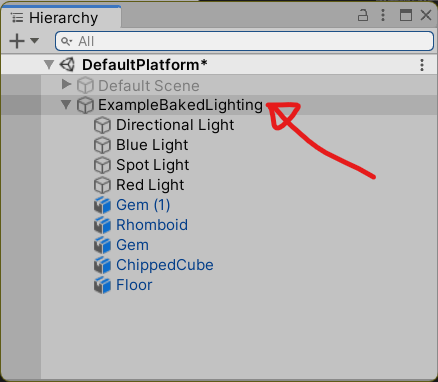 Hierarchy
All
DefaultPlatform*
Default Scene
ExampleBakedLighting
Directional Light
Blue Light
Spot Light
Red Light
Gem (1)
Rhomboid
Gem
ChippedCube
Floor